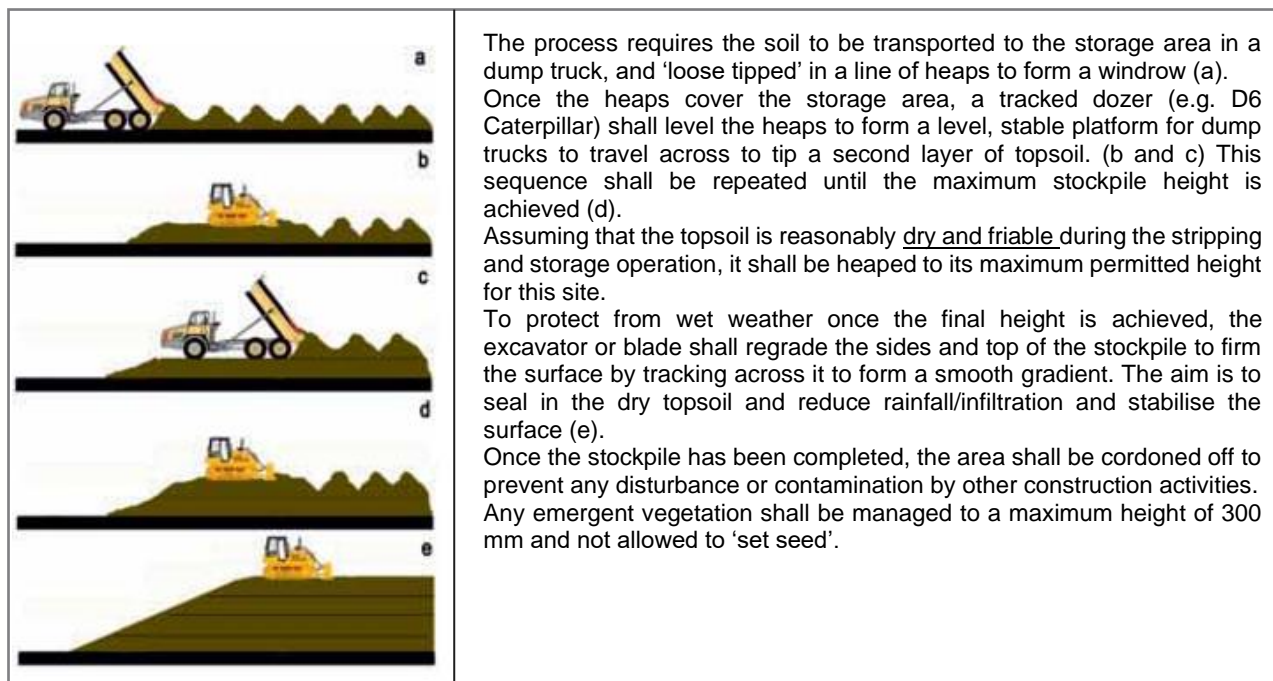 a
b
c
d
e
The process requires the soil to be transported to the storage area in a
dump truck, and ‘loose tipped’ in a line of heaps to form a windrow (a).
Once the heaps cover the storage area, a tracked dozer (e.g. D6
Caterpillar) shall level the heaps to form a level, stable platform for dump
trucks to travel across to tip a second layer of topsoil. (b and c) This
sequence shall be repeated until the maximum stockpile height is
achieved (d).
Assuming that the topsoil is reasonably dry and friable during the stripping
and storage operation, it shall be heaped to its maximum permitted height
for this site.
To protect from wet weather once the final height is achieved, the
excavator or blade shall regrade the sides and top of the stockpile to firm
the surface by tracking across it to form a smooth gradient. The aim is to
seal in the dry topsoil and reduce rainfall/infiltration and stabilise the
surface (e).
Once the stockpile has been completed, the area shall be cordoned off to
prevent any disturbance or contamination by other construction activities.
Any emergent vegetation shall be managed to a maximum height of 300
mm and not allowed to ‘set seed’.